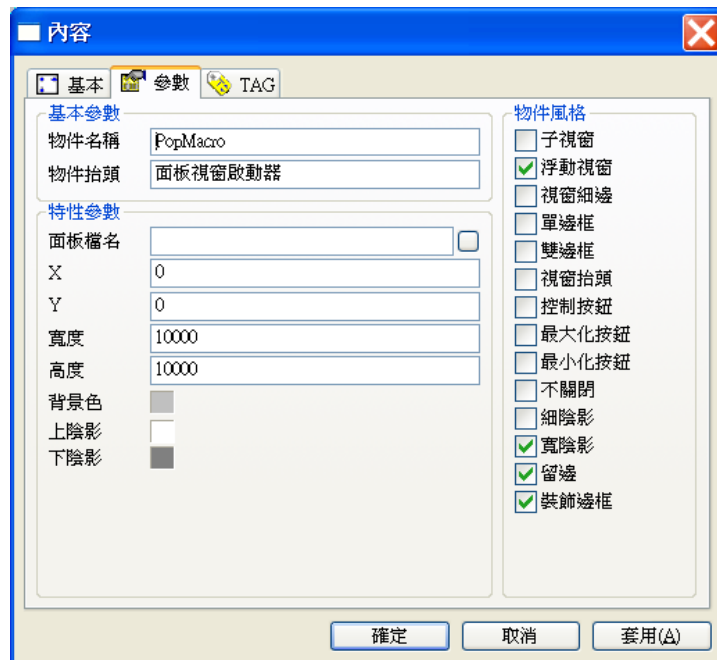 內容
基本 參數 TAG
基本參數
物件名稱 PopMacro
物件抬頭 面板視窗啟動器
特性參數
面板檔名
X 0
Y 0
寬度 10000
高度 10000
背景色
上陰影
下陰影
物件風格
子視窗
浮動視窗
視窗細邊
單邊框
雙邊框
視窗抬頭
控制按鈕
最大化按鈕
最小化按鈕
不關閉
細陰影
寬陰影
留邊
裝飾邊框
確定 取消 套用(A)